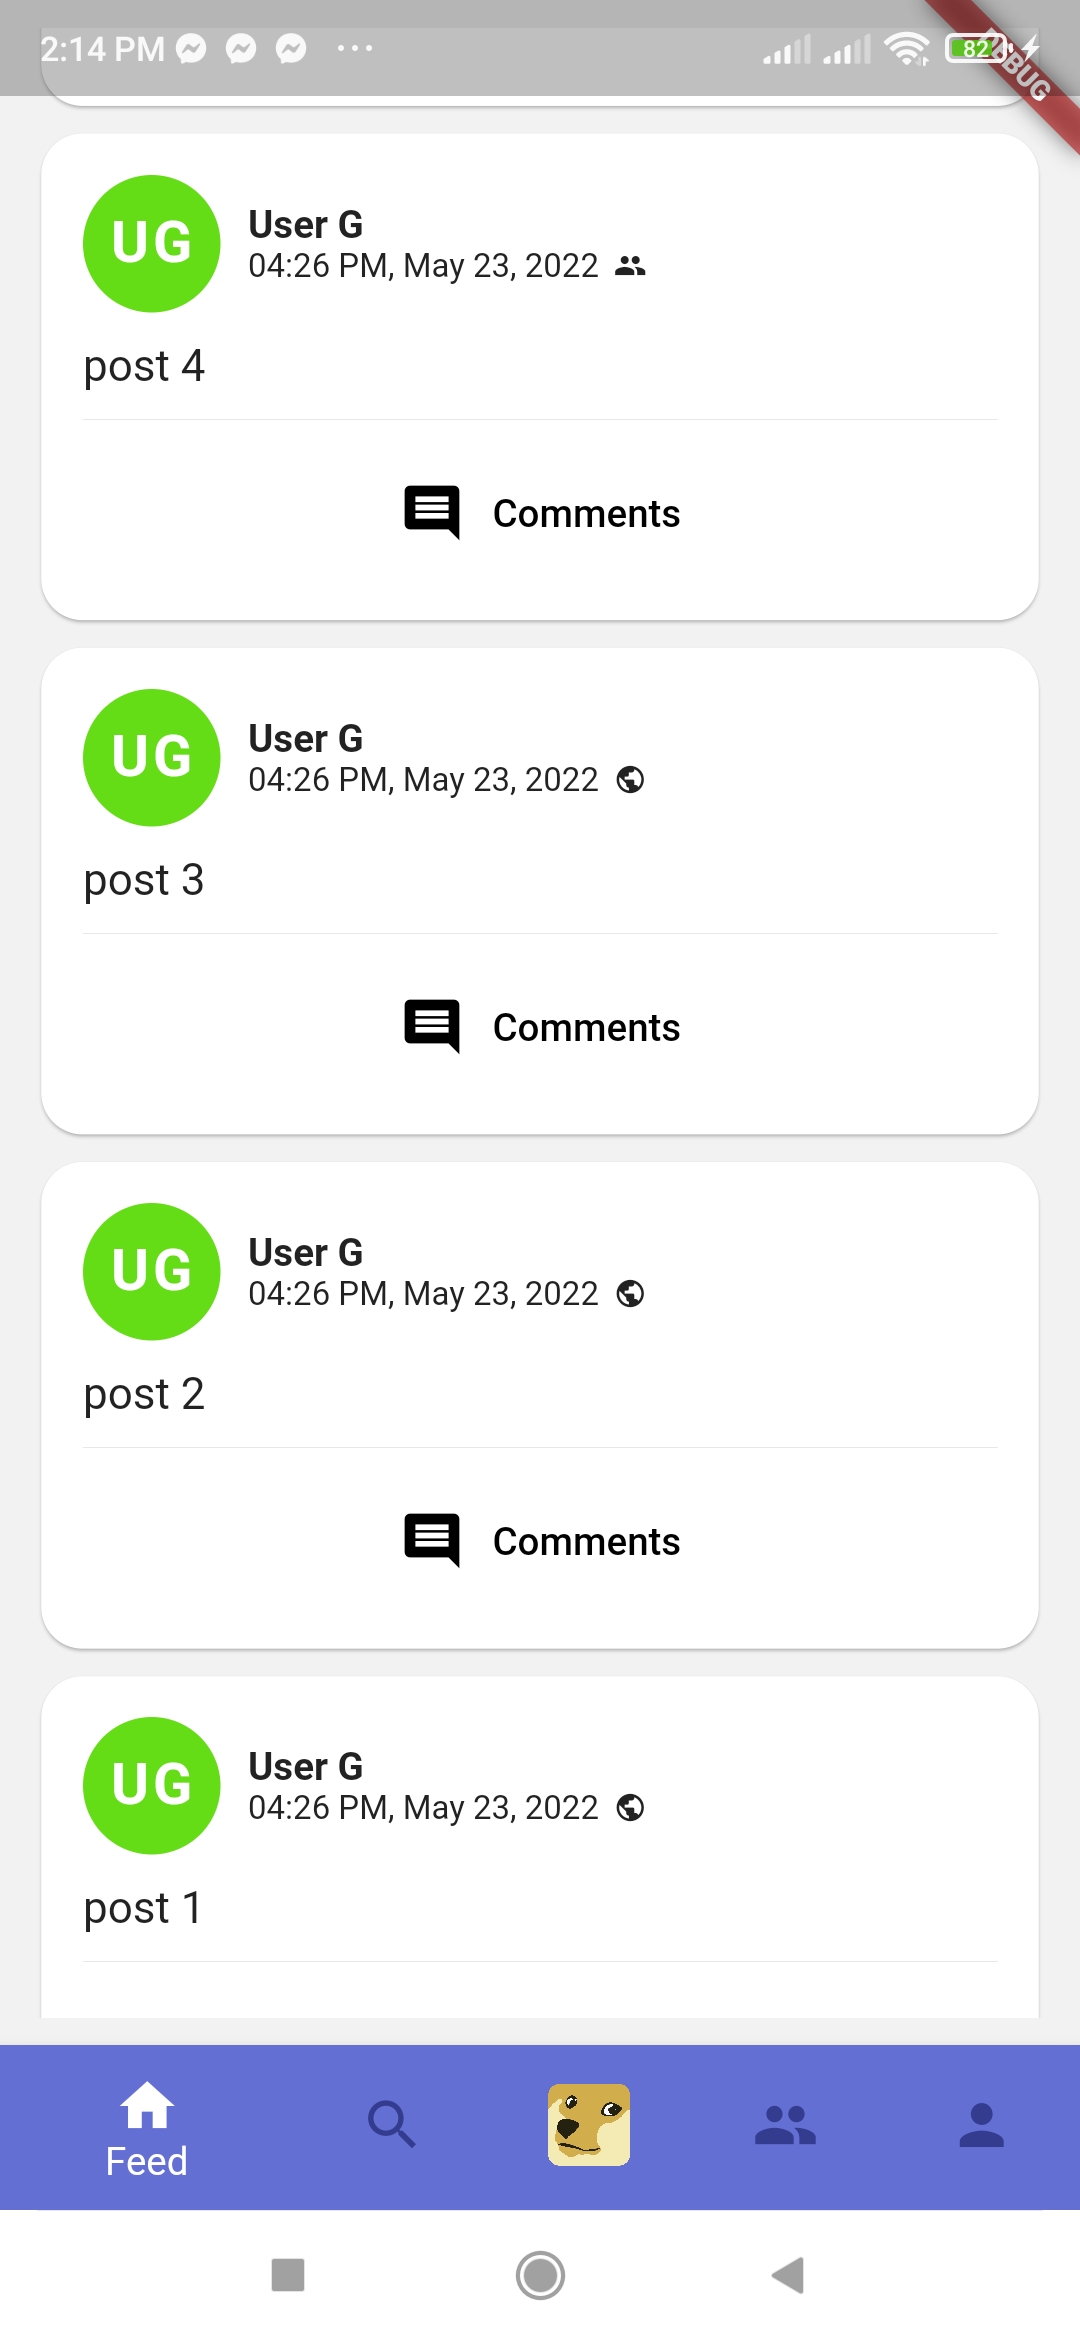 2:14 PM
82
DEBUG
UG
User G
04:26 PM, May 23, 2022
post 4
Comments
UG
User G
04:26 PM, May 23, 2022
post 3
Comments
UG
User G
04:26 PM, May 23, 2022
post 2
Comments
UG
User G
04:26 PM, May 23, 2022
post 1
Feed